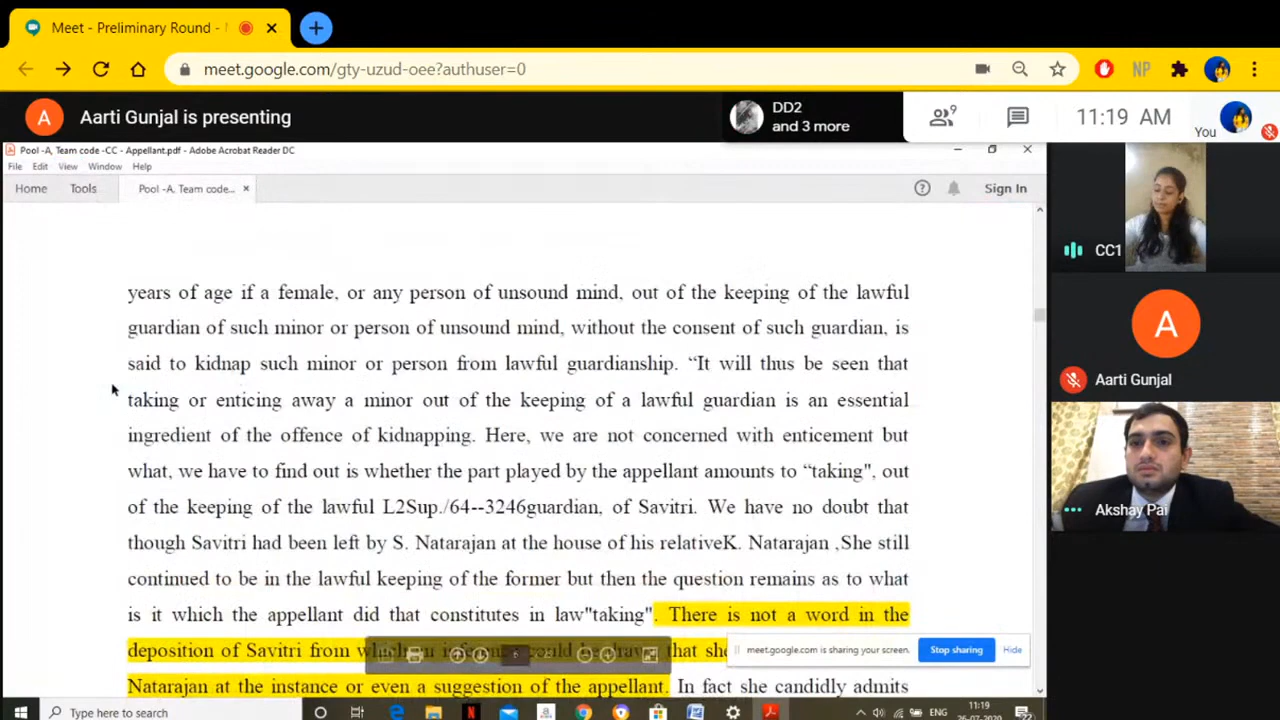 Meet - Preliminary Round -
meet.google.com/gty-uzud-oee?authuser=0
NP
A
Aarti Gunjal is presenting
DD2
and 3 more
9
11:19 AM
You
Pool -A, Team code -CC - Appellant.pdf - Adobe Acrobat Reader DC
File Edit View Window Help
Home Tools Pool -A, Team code... Sign In
years of age if a female, or any person of unsound mind, out of the keeping of the lawful
guardian of such minor or person of unsound mind, without the consent of such guardian, is
said to kidnap such minor or person from lawful guardianship. “It will thus be seen that
taking or enticing away a minor out of the keeping of a lawful guardian is an essential
ingredient of the offence of kidnapping. Here, we are not concerned with enticement but
what, we have to find out is whether the part played by the appellant amounts to “taking", out
of the keeping of the lawful L2Sup./64--3246guardian, of Savitri. We have no doubt that
though Savitri had been left by S. Natarajan at the house of his relativeK. Natarajan ,She still
continued to be in the lawful keeping of the former but then the question remains as to what
is it which the appellant did that constitutes in law"taking". There is not a word in the
deposition of Savitri from which an inference could be that she
Natarajan at the instance or even a suggestion of the appellant. In fact she candidly admits
meet.google.com is sharing your screen. Stop sharing Hide
CC1
A
Aarti Gunjal
Akshay Pai
Type here to search
ENG
11:19
26-07-2020